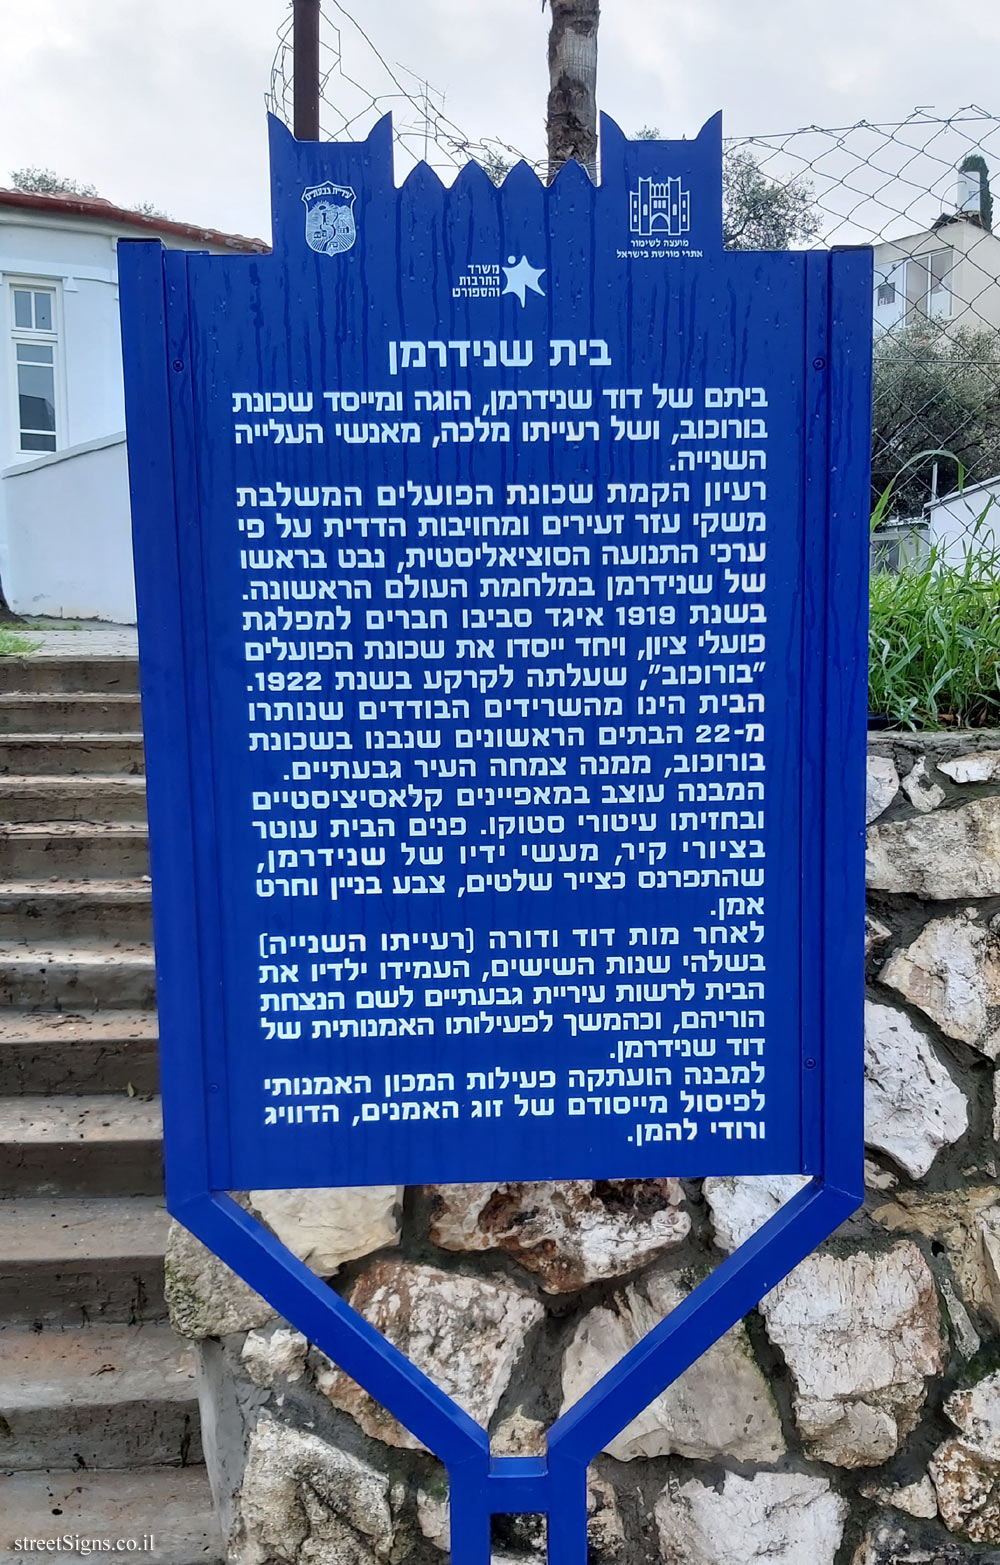 עיריית גבעתיים
מועצה לשימור
אתרי מורשת בישראל
משרד
התרבות
והספורט
בית שנידרמן
ביתם של דוד שנידרמן, הוגה ומייסד שכונת
בורוכוב, ושל רעייתו מלכה, מאנשי העלייה
השנייה.
רעיון הקמת שכונת הפועלים המשלבת
משקי עזר זעירים ומחויבות הדדית על פי
ערכי התנועה הסוציאליסטית, נבט בראשו
של שנידרמן במלחמת העולם הראשונה.
בשנת 1919 איגד סביבו חברים למפלגת
פועלי ציון, ויחד ייסדו את שכונת הפועלים
"בורוכוב", שעלתה לקרקע בשנת 1922.
הבית הינו מהשרידים הבודדים שנותרו
מ-22 הבתים הראשונים שנבנו בשכונת
בורוכוב, ממנה צמחה העיר גבעתיים.
המבנה עוצב במאפיינים קלאסיציסטיים
ובחזיתו עיטורי סטוקו. פנים הבית עוטר
בציורי קיר, מעשי ידיו של שנידרמן,
שהתפרנס כצייר שלטים, צבע בניין וחרט
אמן.
לאחר מות דוד ודורה (רעייתו השנייה)
בשלהי שנות השישים, העמידו ילדיו את
הבית לרשות עיריית גבעתיים לשם הנצחת
הוריהם, וכהמשך לפעילותו האמנותית של
דוד שנידרמן.
למבנה הועתקה פעילות המכון האמנותי
לפיסול מייסודם של זוג האמנים, הדוויג
ורודי להמן.
streetSigns.co.il